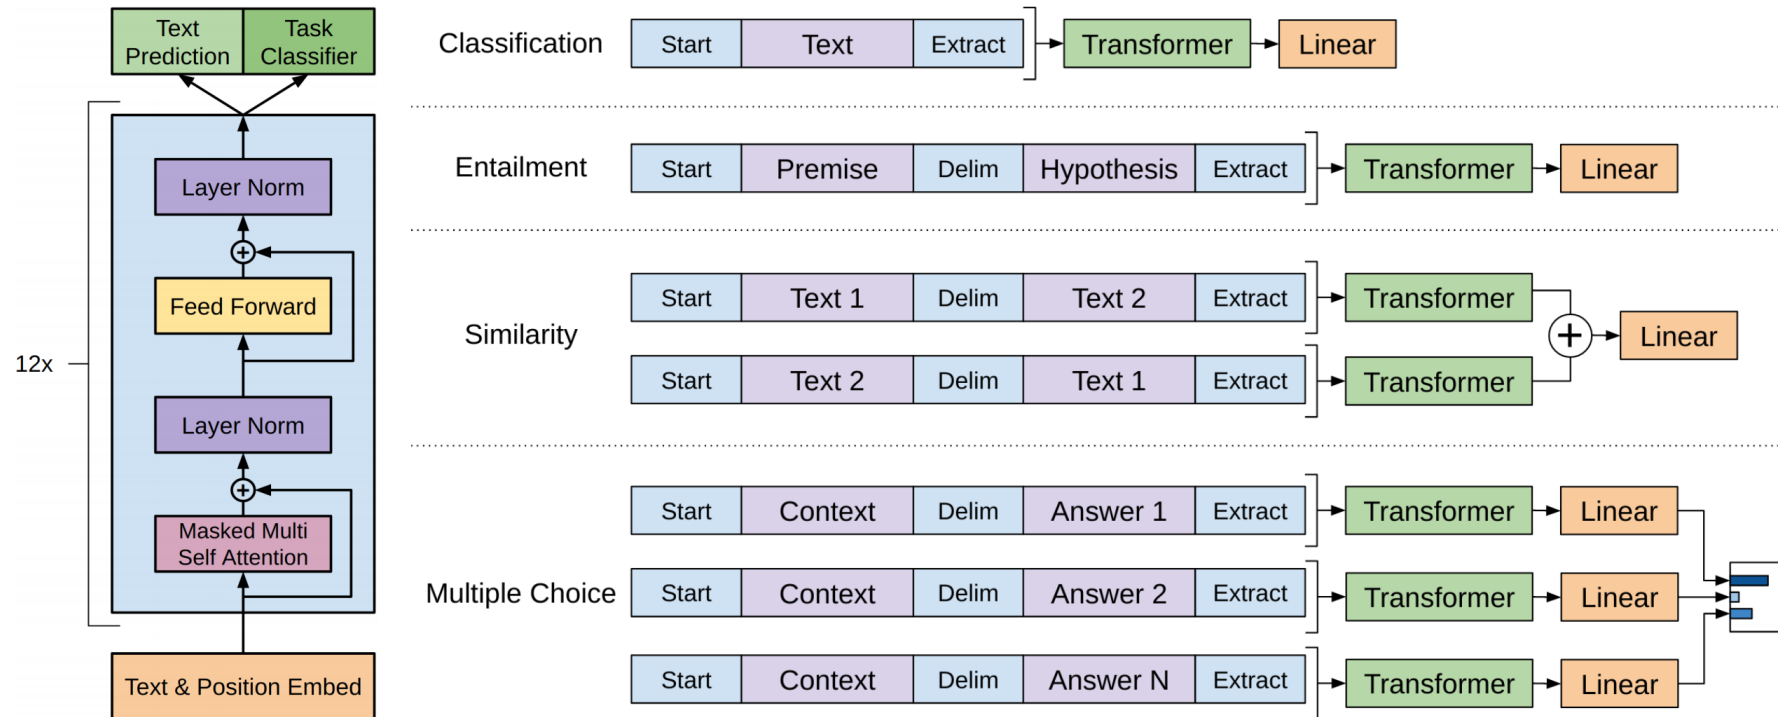 Text
Prediction
Task
Classifier
12x
Layer Norm
+
Feed Forward
Layer Norm
+
Masked Multi
Self Attention
Text & Position Embed
Classification
Start Text Extract Transformer Linear
Entailment
Start Premise Delim Hypothesis Extract Transformer Linear
Similarity
Start Text 1 Delim Text 2 Extract Transformer
+ Linear
Start Text 2 Delim Text 1 Extract Transformer
Multiple Choice
Start Context Delim Answer 1 Extract Transformer Linear
Start Context Delim Answer 2 Extract Transformer Linear
Start Context Delim Answer N Extract Transformer Linear